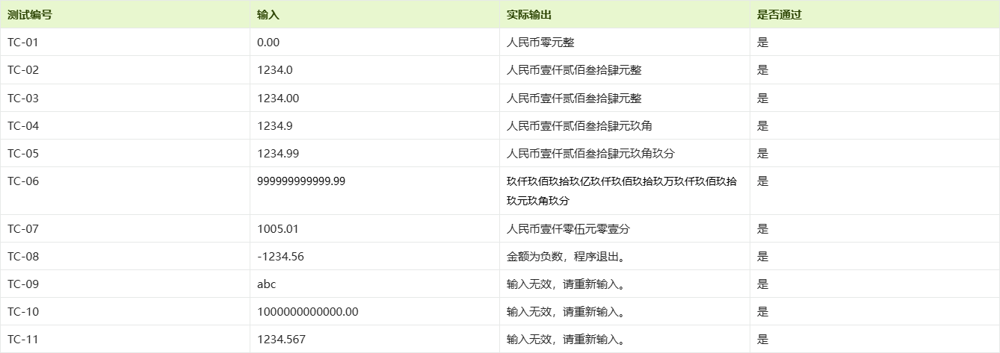 测试编号 输入 实际输出 是否通过
TC-01 0.00 人民币零元整 是
TC-02 1234.0 人民币壹仟贰佰叁拾肆元整 是
TC-03 1234.00 人民币壹仟贰佰叁拾肆元整 是
TC-04 1234.9 人民币壹仟贰佰叁拾肆元玖角 是
TC-05 1234.99 人民币壹仟贰佰叁拾肆元玖角玖分 是
TC-06 999999999999.99 玖仟玖佰玖拾玖亿玖仟玖佰玖拾玖万玖仟玖佰玖拾 是
玖元玖角玖分
TC-07 1005.01 人民币壹仟零伍元零壹分 是
TC-08 -1234.56 金额为负数，程序退出。 是
TC-09 abc 输入无效，请重新输入。 是
TC-10 1000000000000.00 输入无效，请重新输入。 是
TC-11 1234.567 输入无效，请重新输入。 是